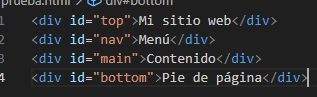 prueba.html > div#bottom
1 <div id="top">Mi sitio web</div>
2 <div id="nav">Menú</div>
3 <div id="main">Contenido</div>
4 <div id="bottom">Pie de página</div>